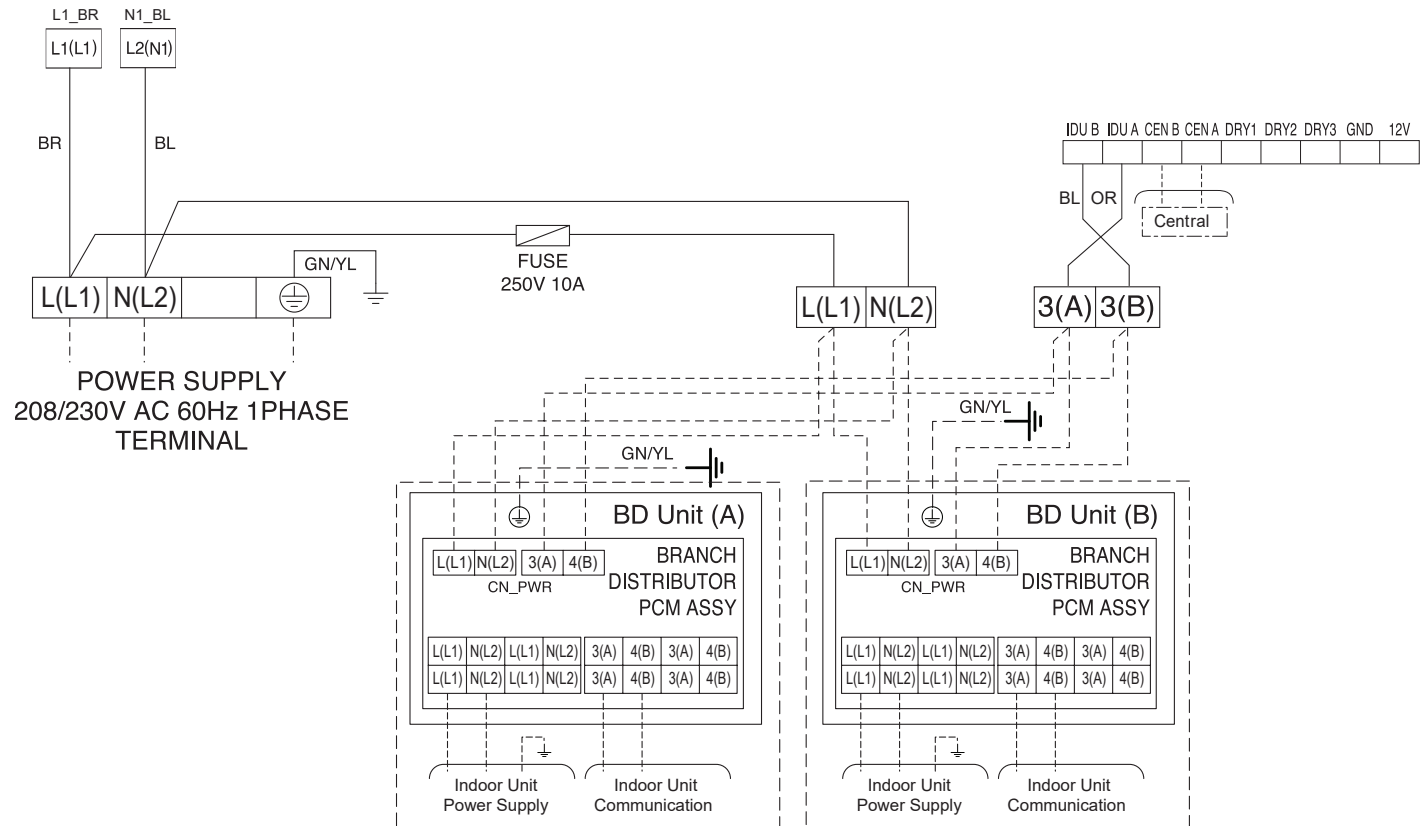 L1_BR N1_BL
L1(L1) L2(N1)
BR BL
IDU B IDU A CEN B CEN A DRY1 DRY2 DRY3 GND 12V
BL OR
Central
GN/YL
FUSE
250V 10A
L(L1) N(L2)
L(L1) N(L2)
3(A) 3(B)
POWER SUPPLY
208/230V AC 60Hz 1PHASE
TERMINAL
GN/YL
GN/YL
BD Unit (A)
L(L1) N(L2) 3(A) 4(B)
CN_PWR
BRANCH
DISTRIBUTOR
PCM ASSY
L(L1) N(L2) L(L1) N(L2) 3(A) 4(B) 3(A) 4(B)
L(L1) N(L2) L(L1) N(L2) 3(A) 4(B) 3(A) 4(B)
Indoor Unit
Power Supply
Indoor Unit
Communication
BD Unit (B)
L(L1) N(L2) 3(A) 4(B)
CN_PWR
BRANCH
DISTRIBUTOR
PCM ASSY
L(L1) N(L2) L(L1) N(L2) 3(A) 4(B) 3(A) 4(B)
L(L1) N(L2) L(L1) N(L2) 3(A) 4(B) 3(A) 4(B)
Indoor Unit
Power Supply
Indoor Unit
Communication